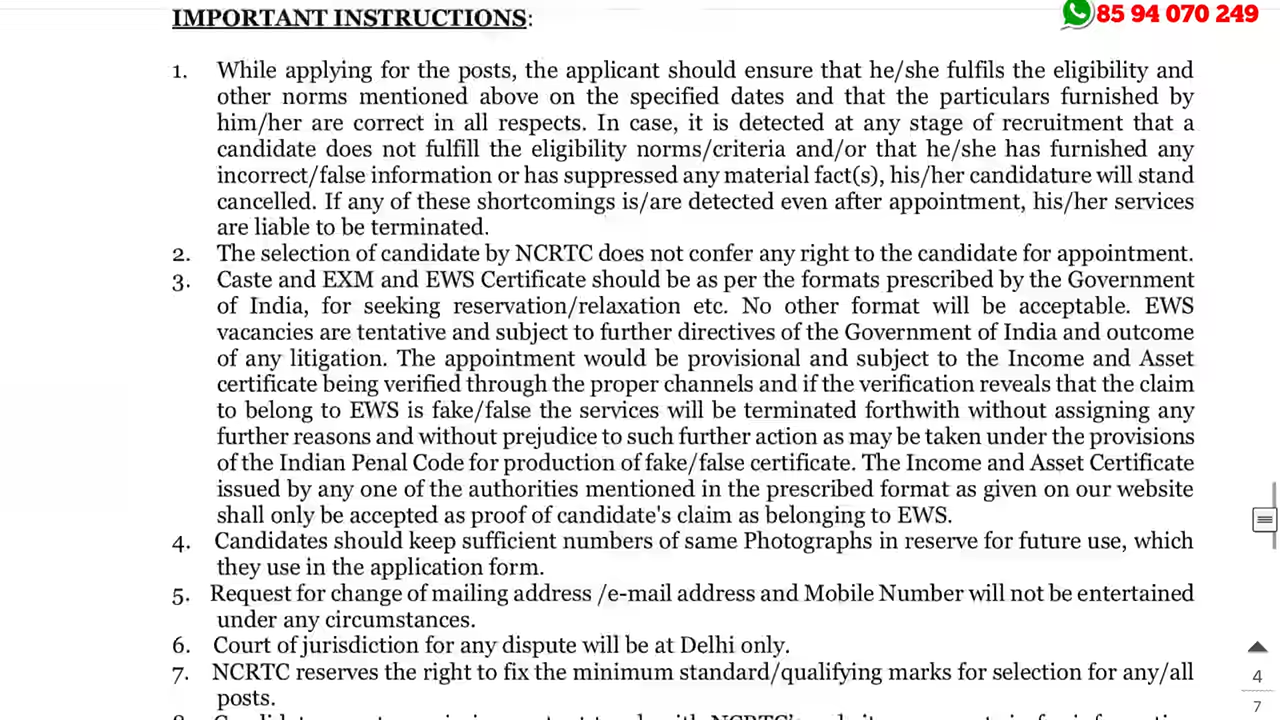 IMPORTANT INSTRUCTIONS:
85 94 070 249
1. While applying for the posts, the applicant should ensure that he/she fulfils the eligibility and
other norms mentioned above on the specified dates and that the particulars furnished by
him/her are correct in all respects. In case, it is detected at any stage of recruitment that a
candidate does not fulfill the eligibility norms/criteria and/or that he/she has furnished any
incorrect/false information or has suppressed any material fact(s), his/her candidature will stand
cancelled. If any of these shortcomings is/are detected even after appointment, his/her services
are liable to be terminated.
2. The selection of candidate by NCRTC does not confer any right to the candidate for appointment.
3. Caste and EXM and EWS Certificate should be as per the formats prescribed by the Government
of India, for seeking reservation/relaxation etc. No other format will be acceptable. EWS
vacancies are tentative and subject to further directives of the Government of India and outcome
of any litigation. The appointment would be provisional and subject to the Income and Asset
certificate being verified through the proper channels and if the verification reveals that the claim
to belong to EWS is fake/false the services will be terminated forthwith without assigning any
further reasons and without prejudice to such further action as may be taken under the provisions
of the Indian Penal Code for production of fake/false certificate. The Income and Asset Certificate
issued by any one of the authorities mentioned in the prescribed format as given on our website
shall only be accepted as proof of candidate's claim as belonging to EWS.
4. Candidates should keep sufficient numbers of same Photographs in reserve for future use, which
they use in the application form.
5. Request for change of mailing address /e-mail address and Mobile Number will not be entertained
under any circumstances.
6. Court of jurisdiction for any dispute will be at Delhi only.
7. NCRTC reserves the right to fix the minimum standard/qualifying marks for selection for any/all
posts.
4
7